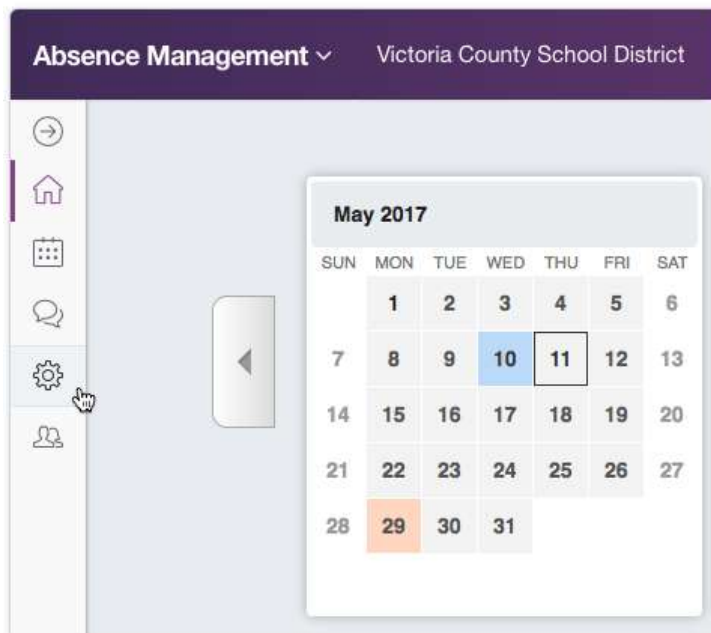 Absence Management Victoria County School District
May 2017
SUN MON TUE WED THU FRI SAT
1 2 3 4 5 6
7 8 9 10 11 12 13
14 15 16 17 18 19 20
21 22 23 24 25 26 27
28 29 30 31